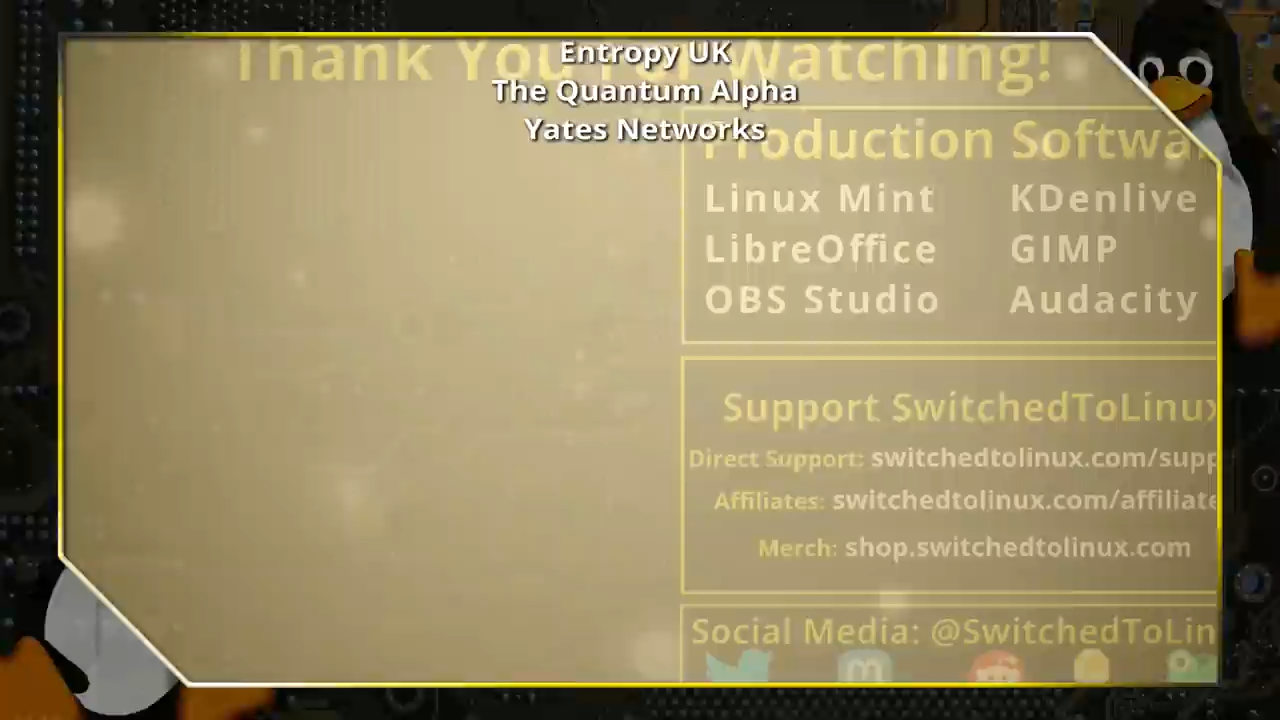 Thank You For Watching!
Entropy UK
The Quantum Alpha
Yates Networks
Production Softwa
Linux Mint KDenlive
LibreOffice GIMP
OBS Studio Audacity
Support SwitchedToLinux
Direct Support: switchedtolinux.com/supp
Affiliates: switchedtolinux.com/affiliate
Merch: shop.switchedtolinux.com
Social Media: @SwitchedToLin
m